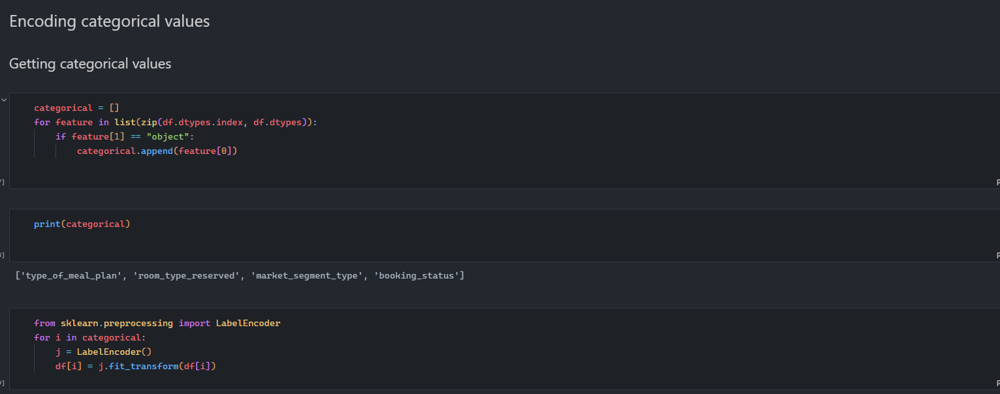 Encoding categorical values
Getting categorical values
categorical = []
for feature in list(zip(df.dtypes.index, df.dtypes)):
    if feature[1] == "object":
        categorical.append(feature[0])
print(categorical)
['type_of_meal_plan', 'room_type_reserved', 'market_segment_type', 'booking_status']
from sklearn.preprocessing import LabelEncoder
for i in categorical:
    j = LabelEncoder()
    df[i] = j.fit_transform(df[i])